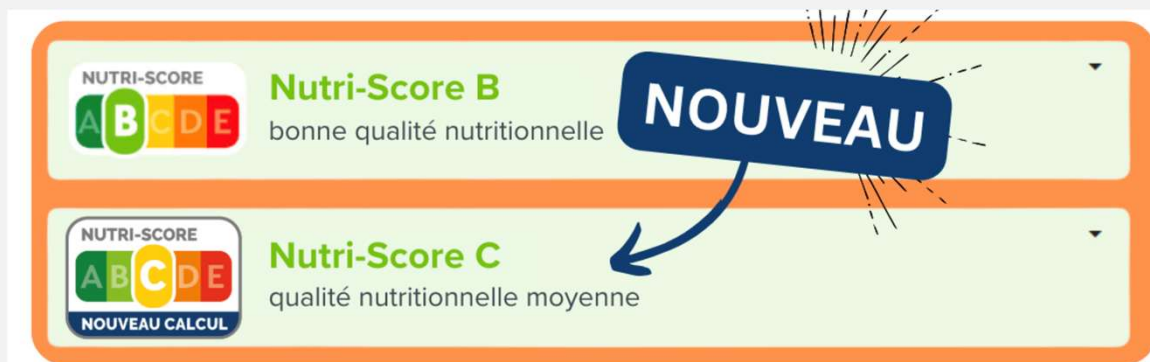 NUTRI-SCORE
A B C D E
Nutri-Score B
bonne qualité nutritionnelle
NOUVEAU
NUTRI-SCORE
A B C D E
NOUVEAU CALCUL
Nutri-Score C
qualité nutritionnelle moyenne